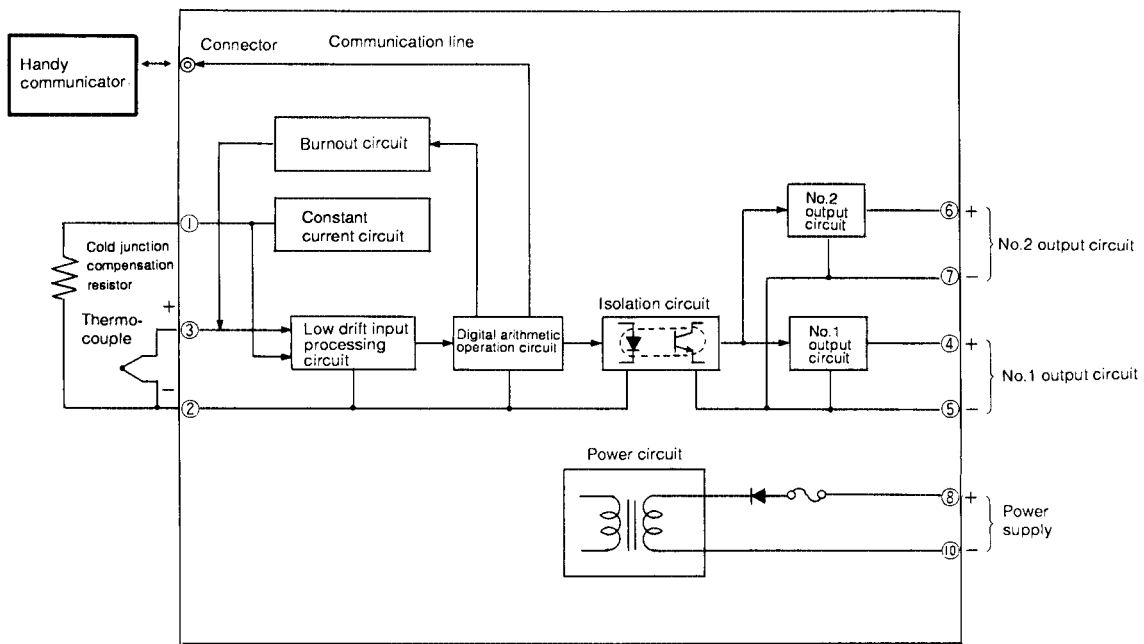 Connector
Communication line
Handy
communicator
Burnout circuit
①
Constant
current circuit
Cold junction
compensation
resistor
+
Thermo-
couple
−
③
②
Low drift input
processing
circuit
Digital arithmetic
operation circuit
Isolation circuit
No.2
output
circuit
⑥ +
⑦ −
No.2 output circuit
No.1
output
circuit
④ +
⑤ −
No.1 output circuit
Power circuit
⑧ +
⑩ −
Power
supply